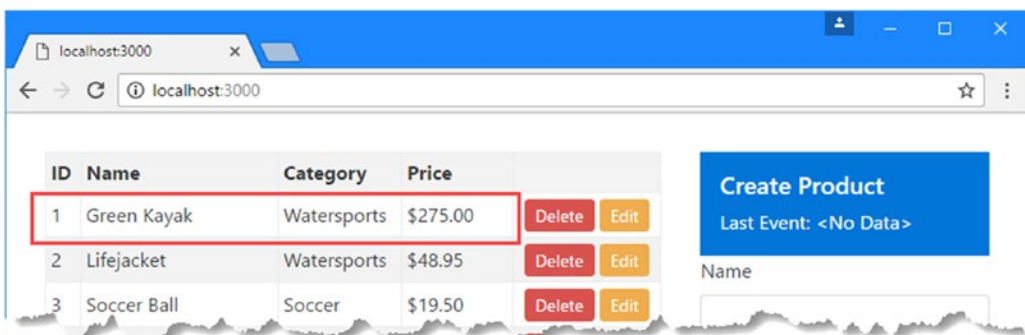 localhost:3000
localhost:3000
ID Name Category Price
1 Green Kayak Watersports $275.00 Delete Edit
2 Lifejacket Watersports $48.95 Delete Edit
3 Soccer Ball Soccer $19.50 Delete Edit
Create Product
Last Event: <No Data>
Name